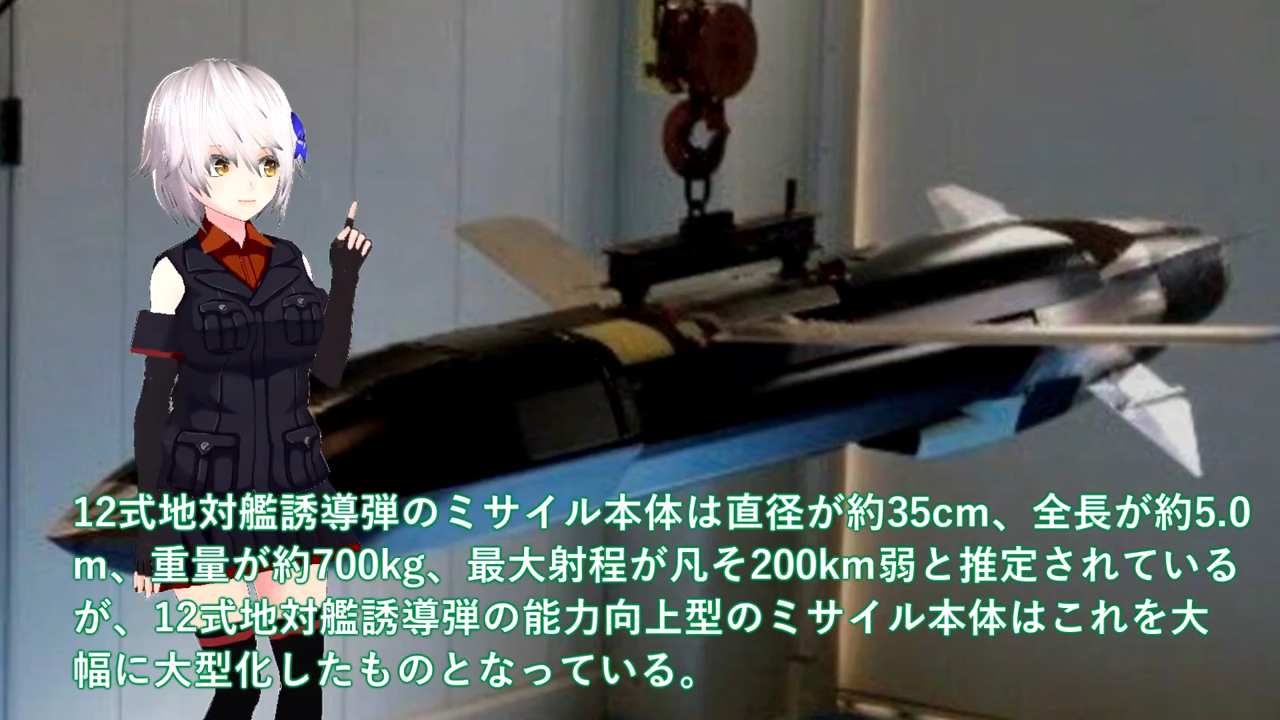 12式地対艦誘導弾のミサイル本体は直径が約35cm、全長が約5.0
m、重量が約700kg、最大射程が凡そ200km弱と推定されている
が、12式地対艦誘導弾の能力向上型のミサイル本体はこれを大
幅に大型化したものとなっている。